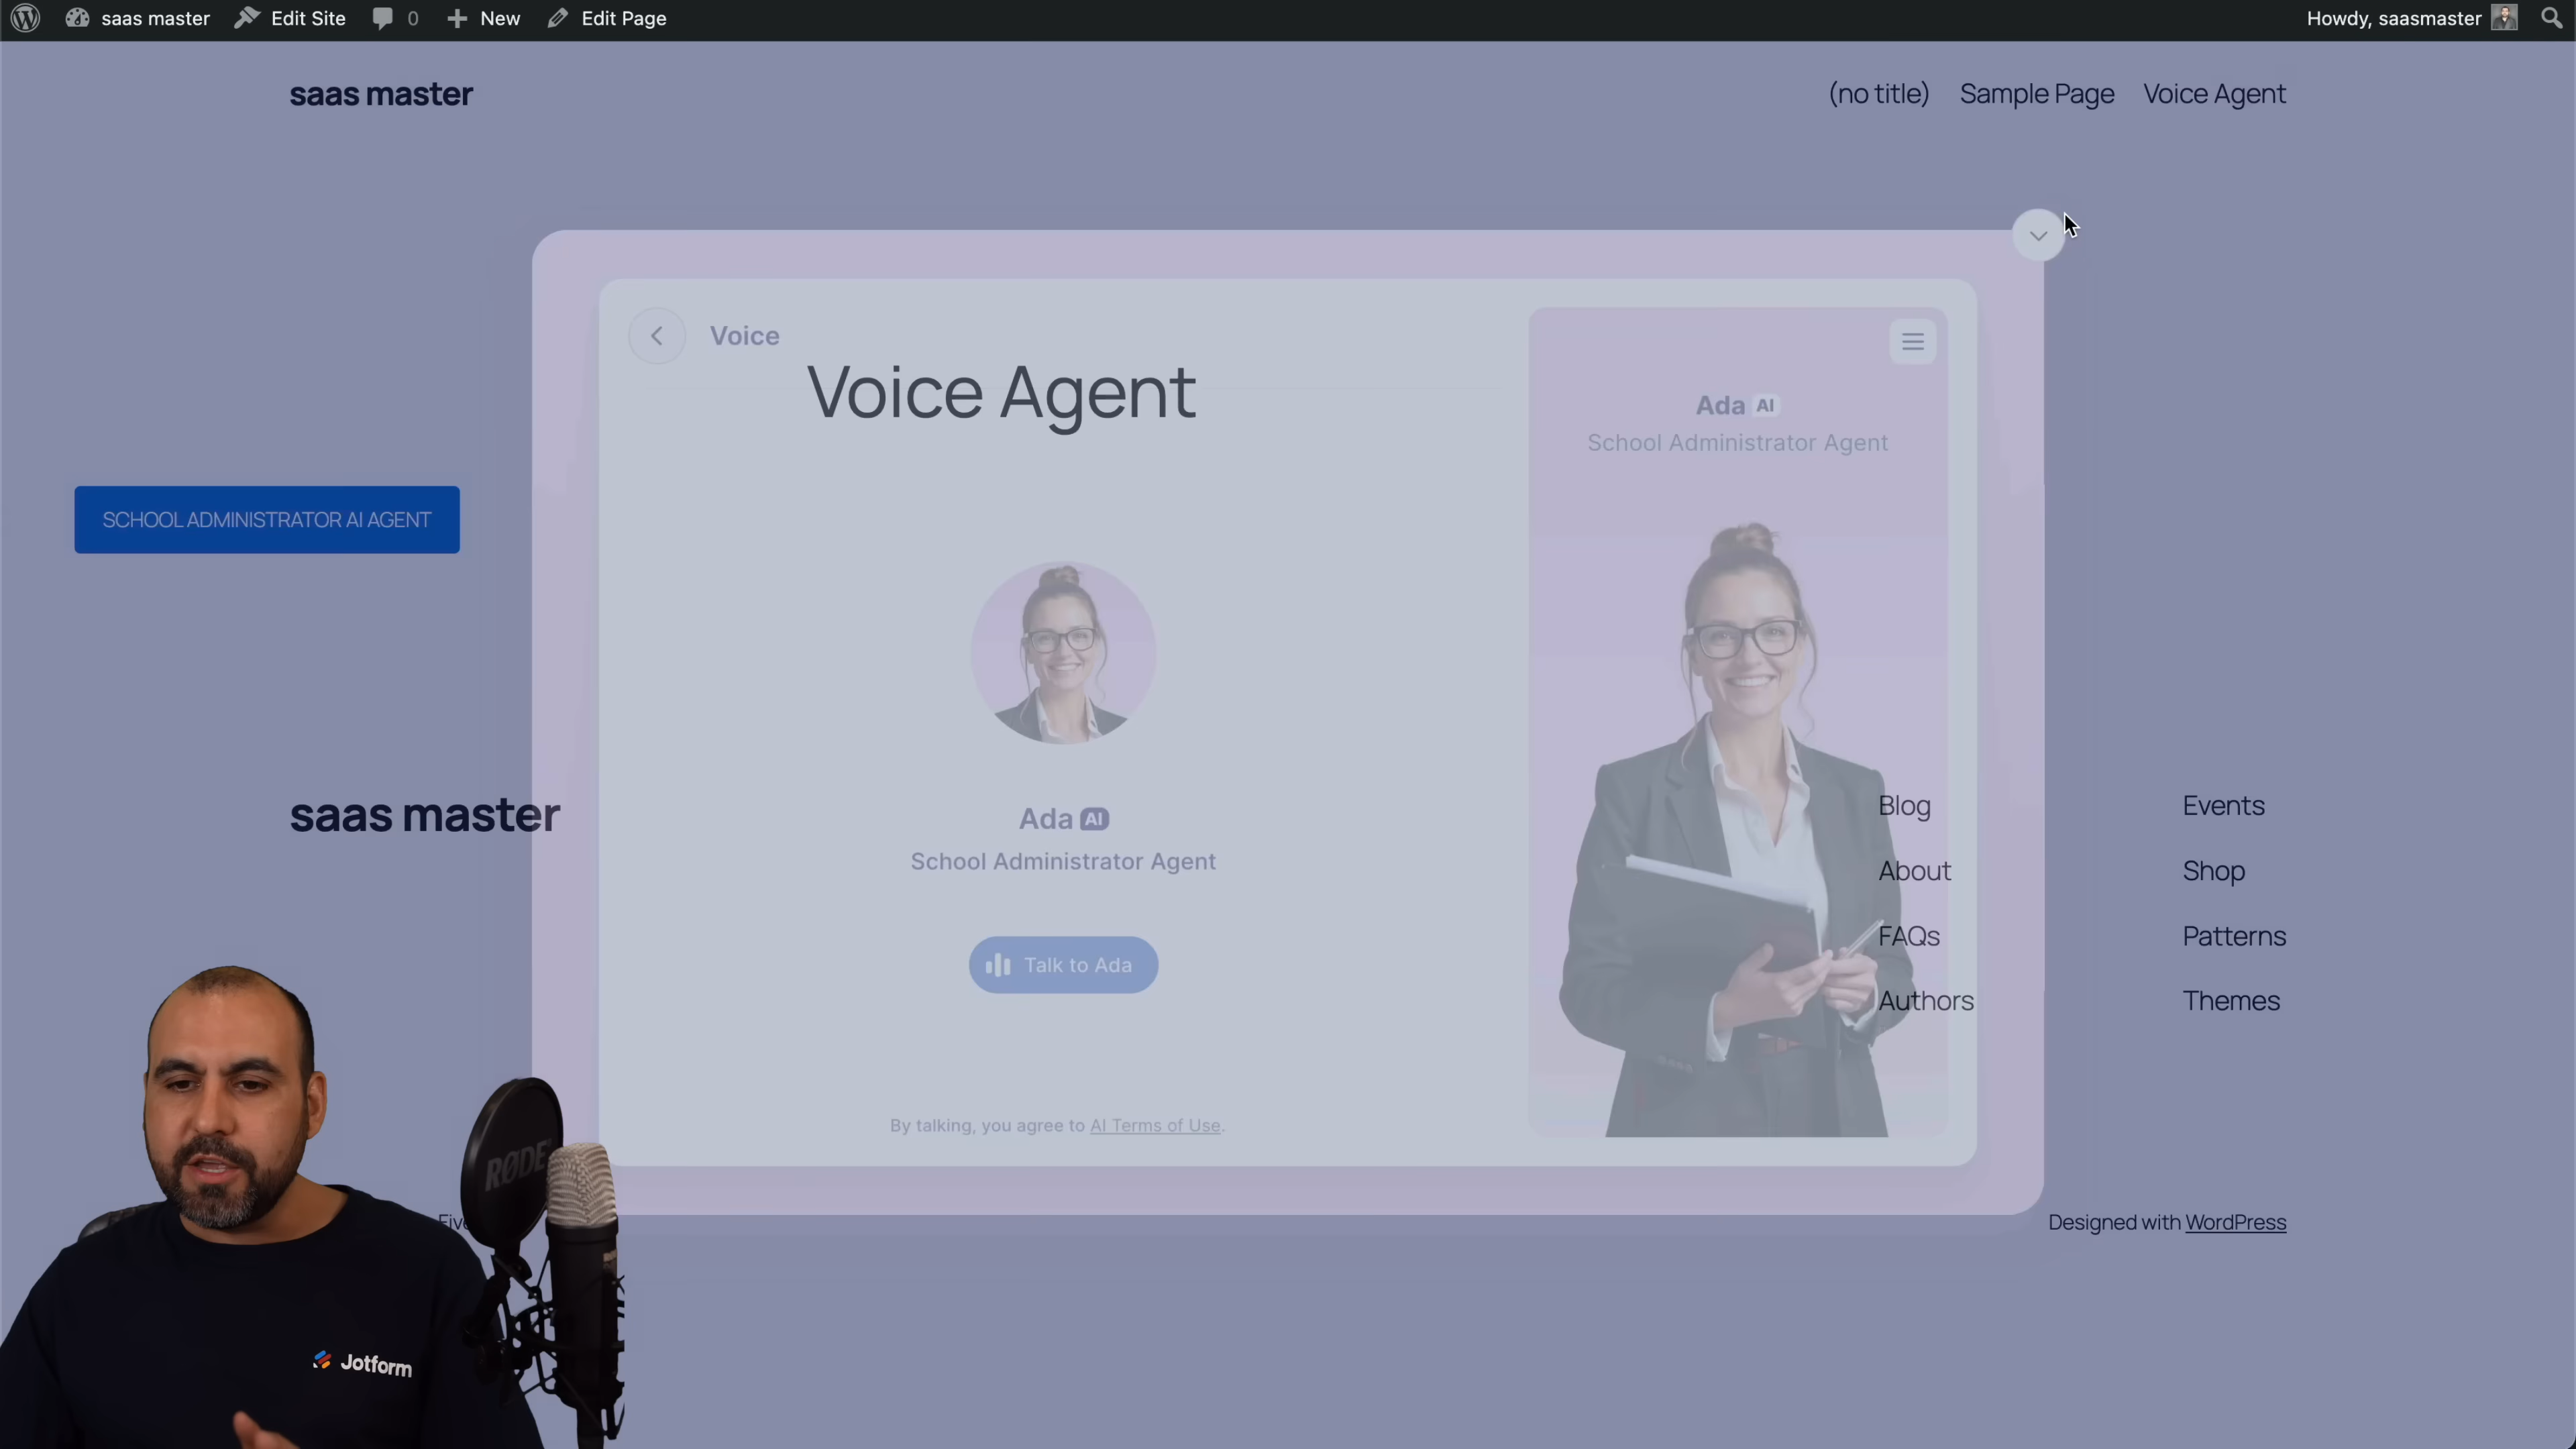 saas master Edit Site 0 New Edit Page Howdy, saasmaster
saas master (no title) Sample Page Voice Agent
Voice
Voice Agent
Ada AI
School Administrator Agent
SCHOOL ADMINISTRATOR AI AGENT
saas master
Ada AI
School Administrator Agent
Talk to Ada
By talking, you agree to AI Terms of Use.
Blog
About
FAQs
Authors
Events
Shop
Patterns
Themes
Designed with WordPress
RØDE
Jotform